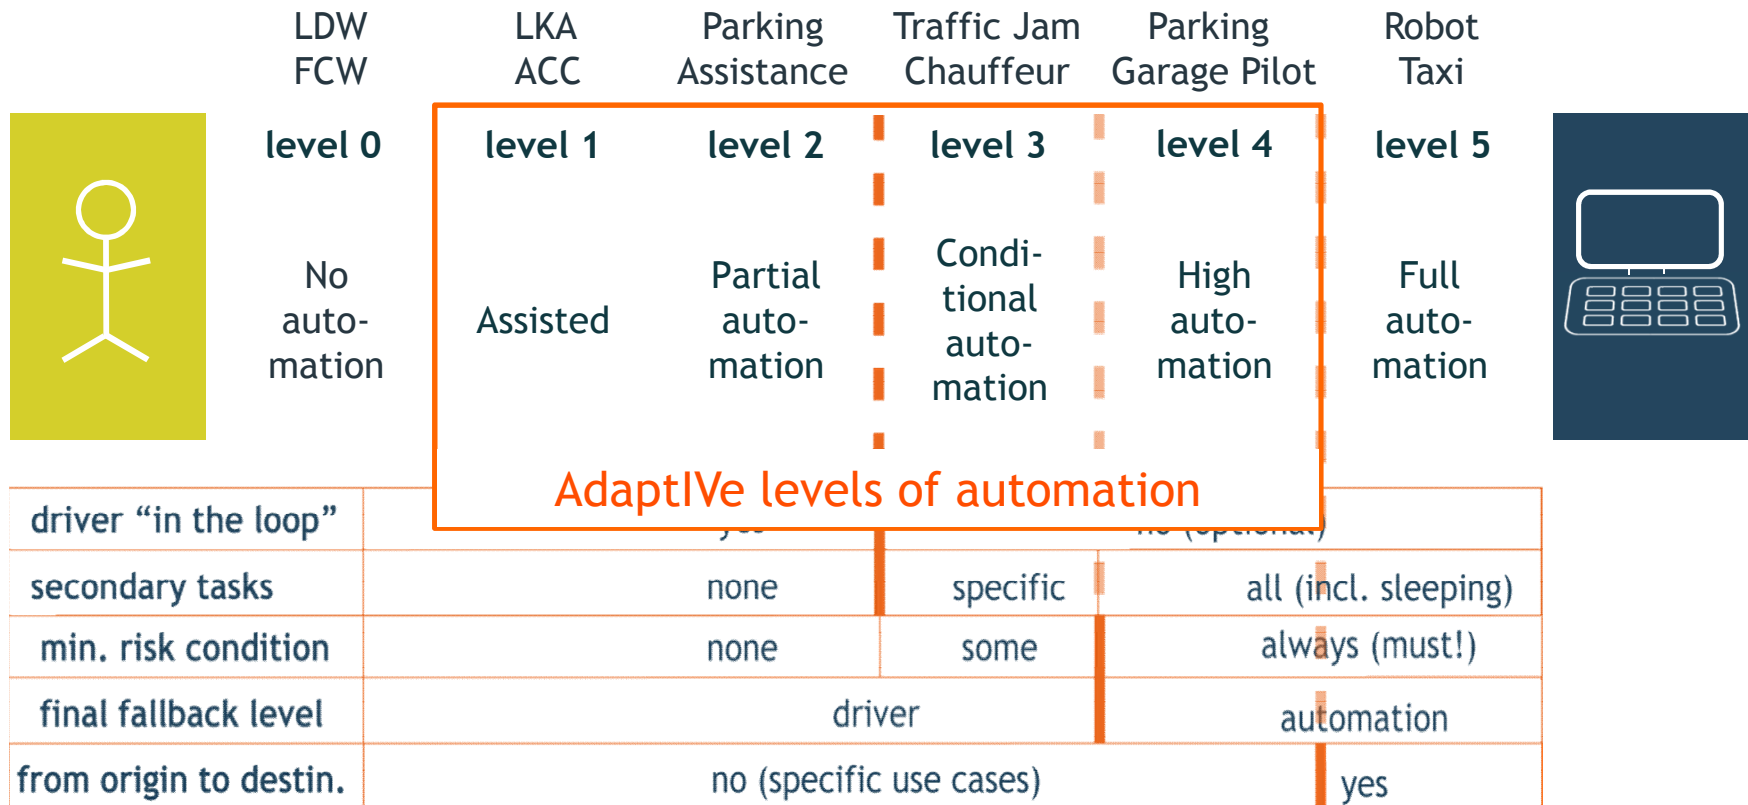 LDW LKA Parking Traffic Jam Parking Robot
FCW ACC Assistance Chauffeur Garage Pilot Taxi
level 0 level 1 level 2 level 3 level 4 level 5
No
auto-
mation
Assisted
Partial
auto-
mation
Condi-
tional
auto-
mation
High
auto-
mation
Full
auto-
mation
AdaptIVe levels of automation
driver “in the loop” yes no (optional)
secondary tasks none specific all (incl. sleeping)
min. risk condition none some always (must!)
final fallback level driver automation
from origin to destin. no (specific use cases) yes